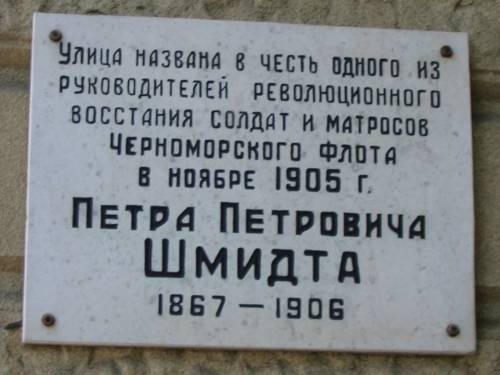 Улица названа в честь одного из
руководителей революционного
восстания солдат и матросов
Черноморского флота
в ноябре 1905 г.
Петра Петровича
Шмидта
1867 — 1906